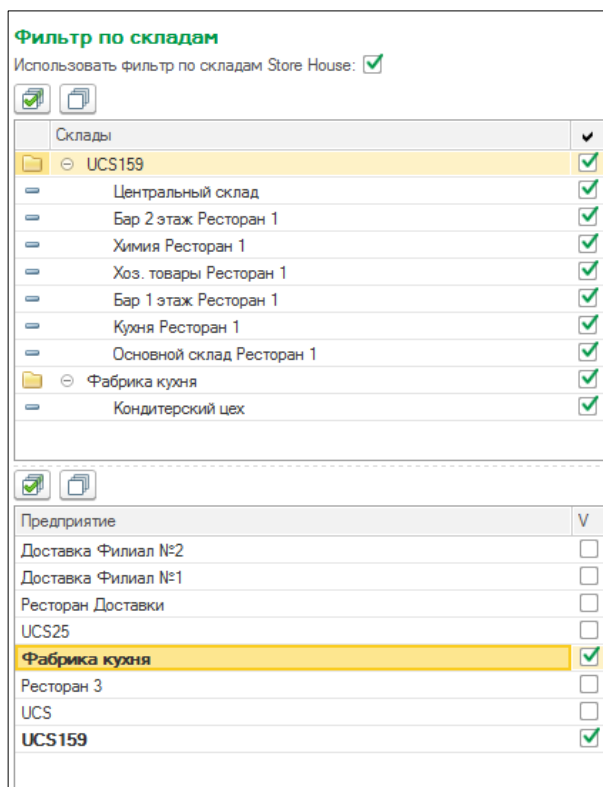 Фильтр по складам
Использовать фильтр по складам Store House:
Склады
UCS159
Центральный склад
Бар 2 этаж Ресторан 1
Химия Ресторан 1
Хоз. товары Ресторан 1
Бар 1 этаж Ресторан 1
Кухня Ресторан 1
Основной склад Ресторан 1
Фабрика кухня
Кондитерский цех
Предприятие V
Доставка Филиал №2
Доставка Филиал №1
Ресторан Доставки
UCS25
Фабрика кухня
Ресторан 3
UCS
UCS159